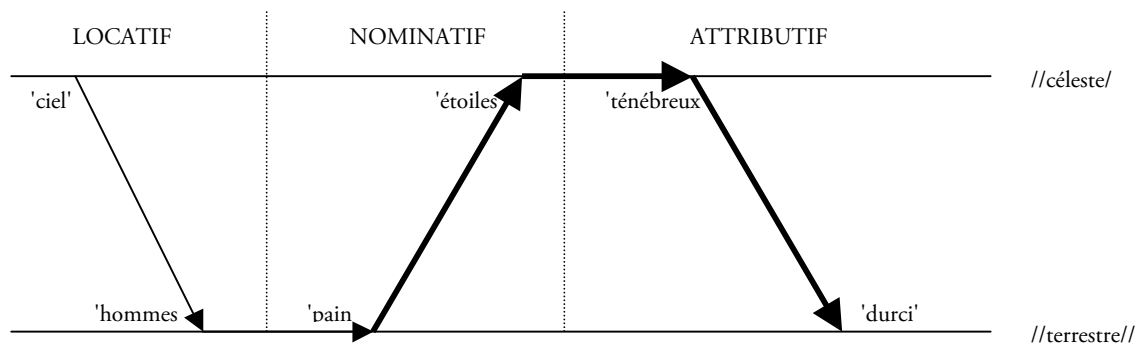 LOCATIF NOMINATIF ATTRIBUTIF
'ciel' 'étoiles 'ténébreux //céleste/
'hommes 'pain 'durci' //terrestre//